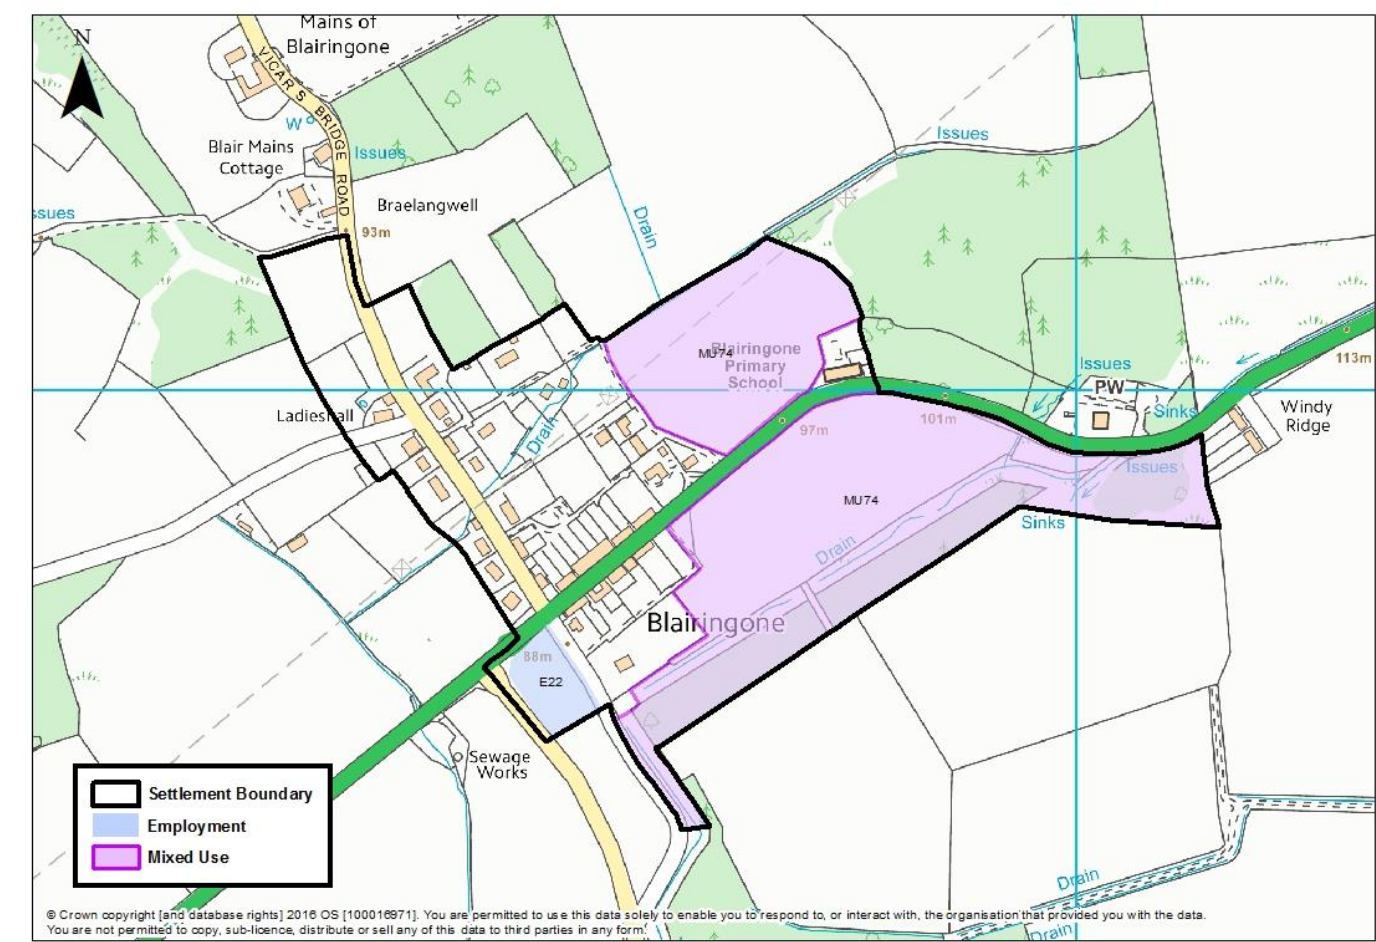 N
Mains of
Blairingone
VICAR'S BRIDGE ROAD
W
Issues
Blair Mains
Cottage
Issues
Braelangwell
ssues
93m
Drain
MU74
Blairingone
Primary
School
113m
Issues
PW
Ladieshall
Sinks
Windy
Ridge
Drain
97m
101m
Issues
MU74
Sinks
Drain
Blairingone
88m
E22
Sewage
Works
Settlement Boundary
Employment
Mixed Use
Drain
Drain
© Crown copyright [and database rights] 2016 OS [100016971]. You are permitted to use this data solely to enable you to respond to, or interact with, the organisation that provided you with the data.
You are not permitted to copy, sub-licence, distribute or sell any of this data to third parties in any form.